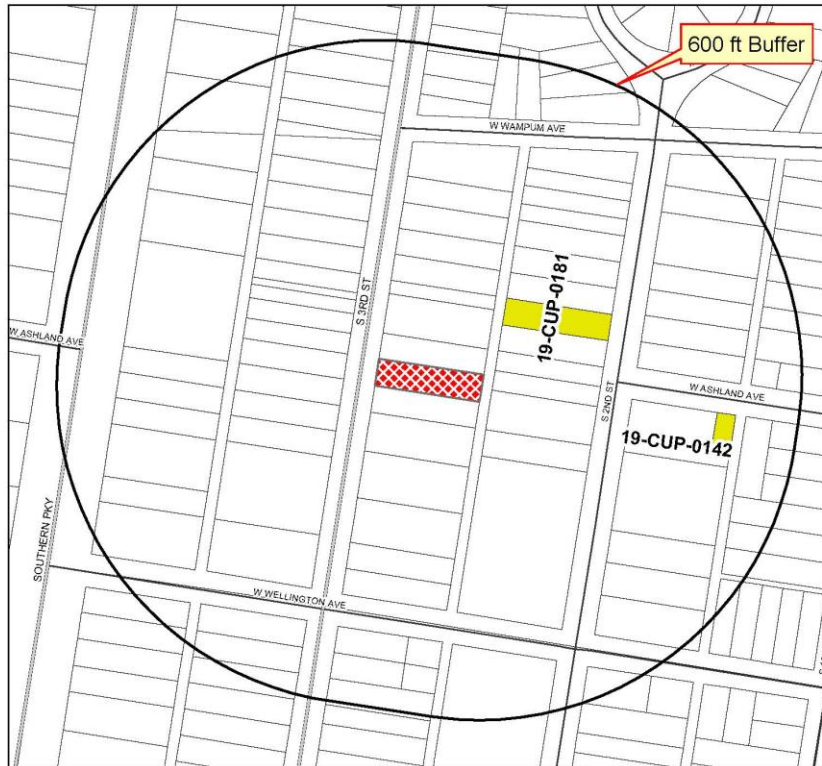 600 ft Buffer
W WAMPUM AVE
19-CUP-0181
S 3RD ST
W ASHLAND AVE
W ASHLAND AVE
S 2ND ST
19-CUP-0142
SOUTHERN PKY
W WELLINGTON AVE